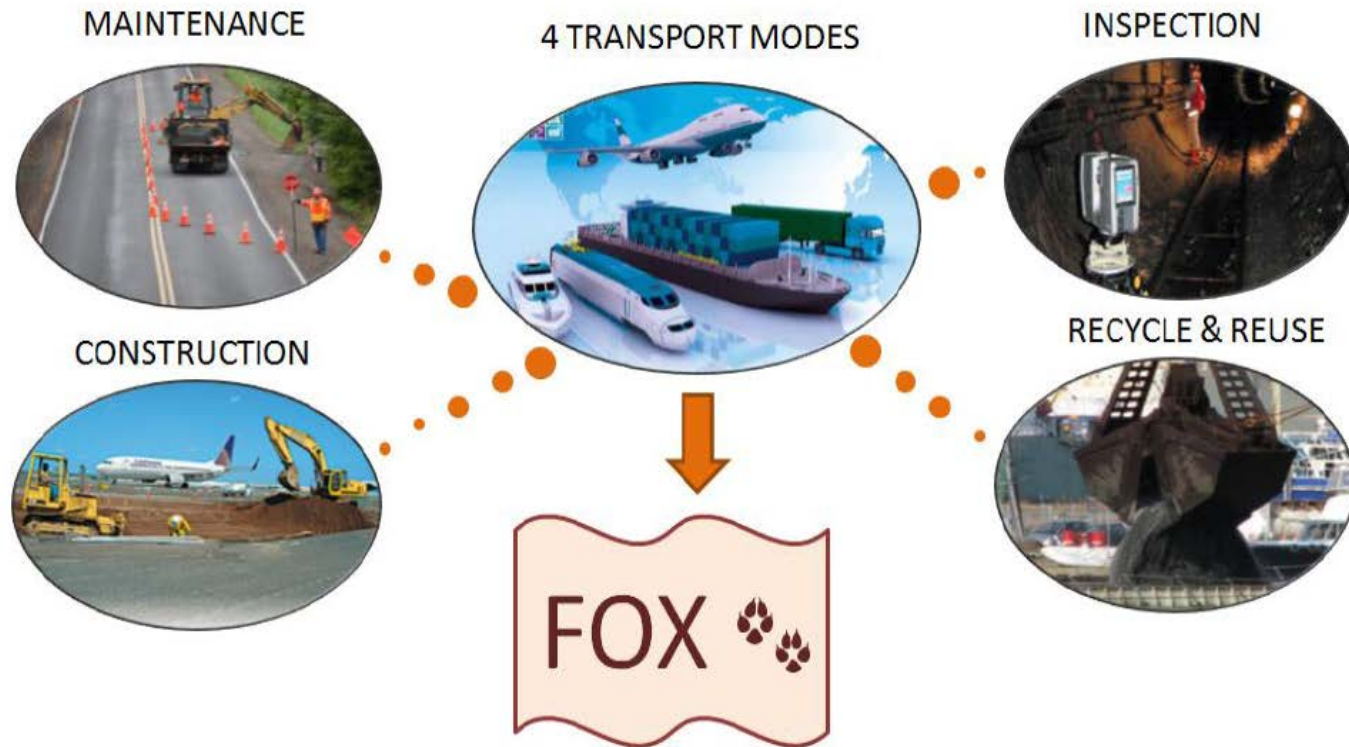 MAINTENANCE
4 TRANSPORT MODES
INSPECTION
CONSTRUCTION
RECYCLE & REUSE
FOX